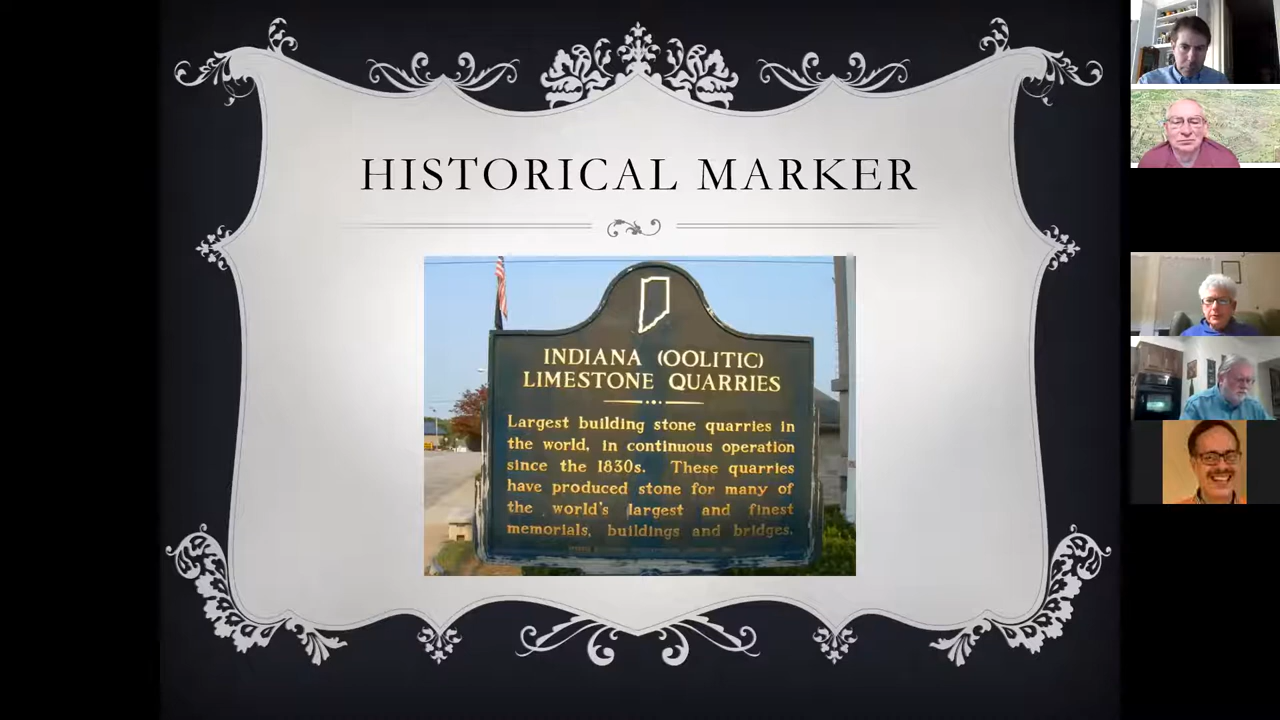 HISTORICAL MARKER
INDIANA (OOLITIC)
LIMESTONE QUARRIES
Largest building stone quarries in
the world, in continuous operation
since the 1830s. These quarries
have produced stone for many of
the world's largest and finest
memorials, buildings and bridges.